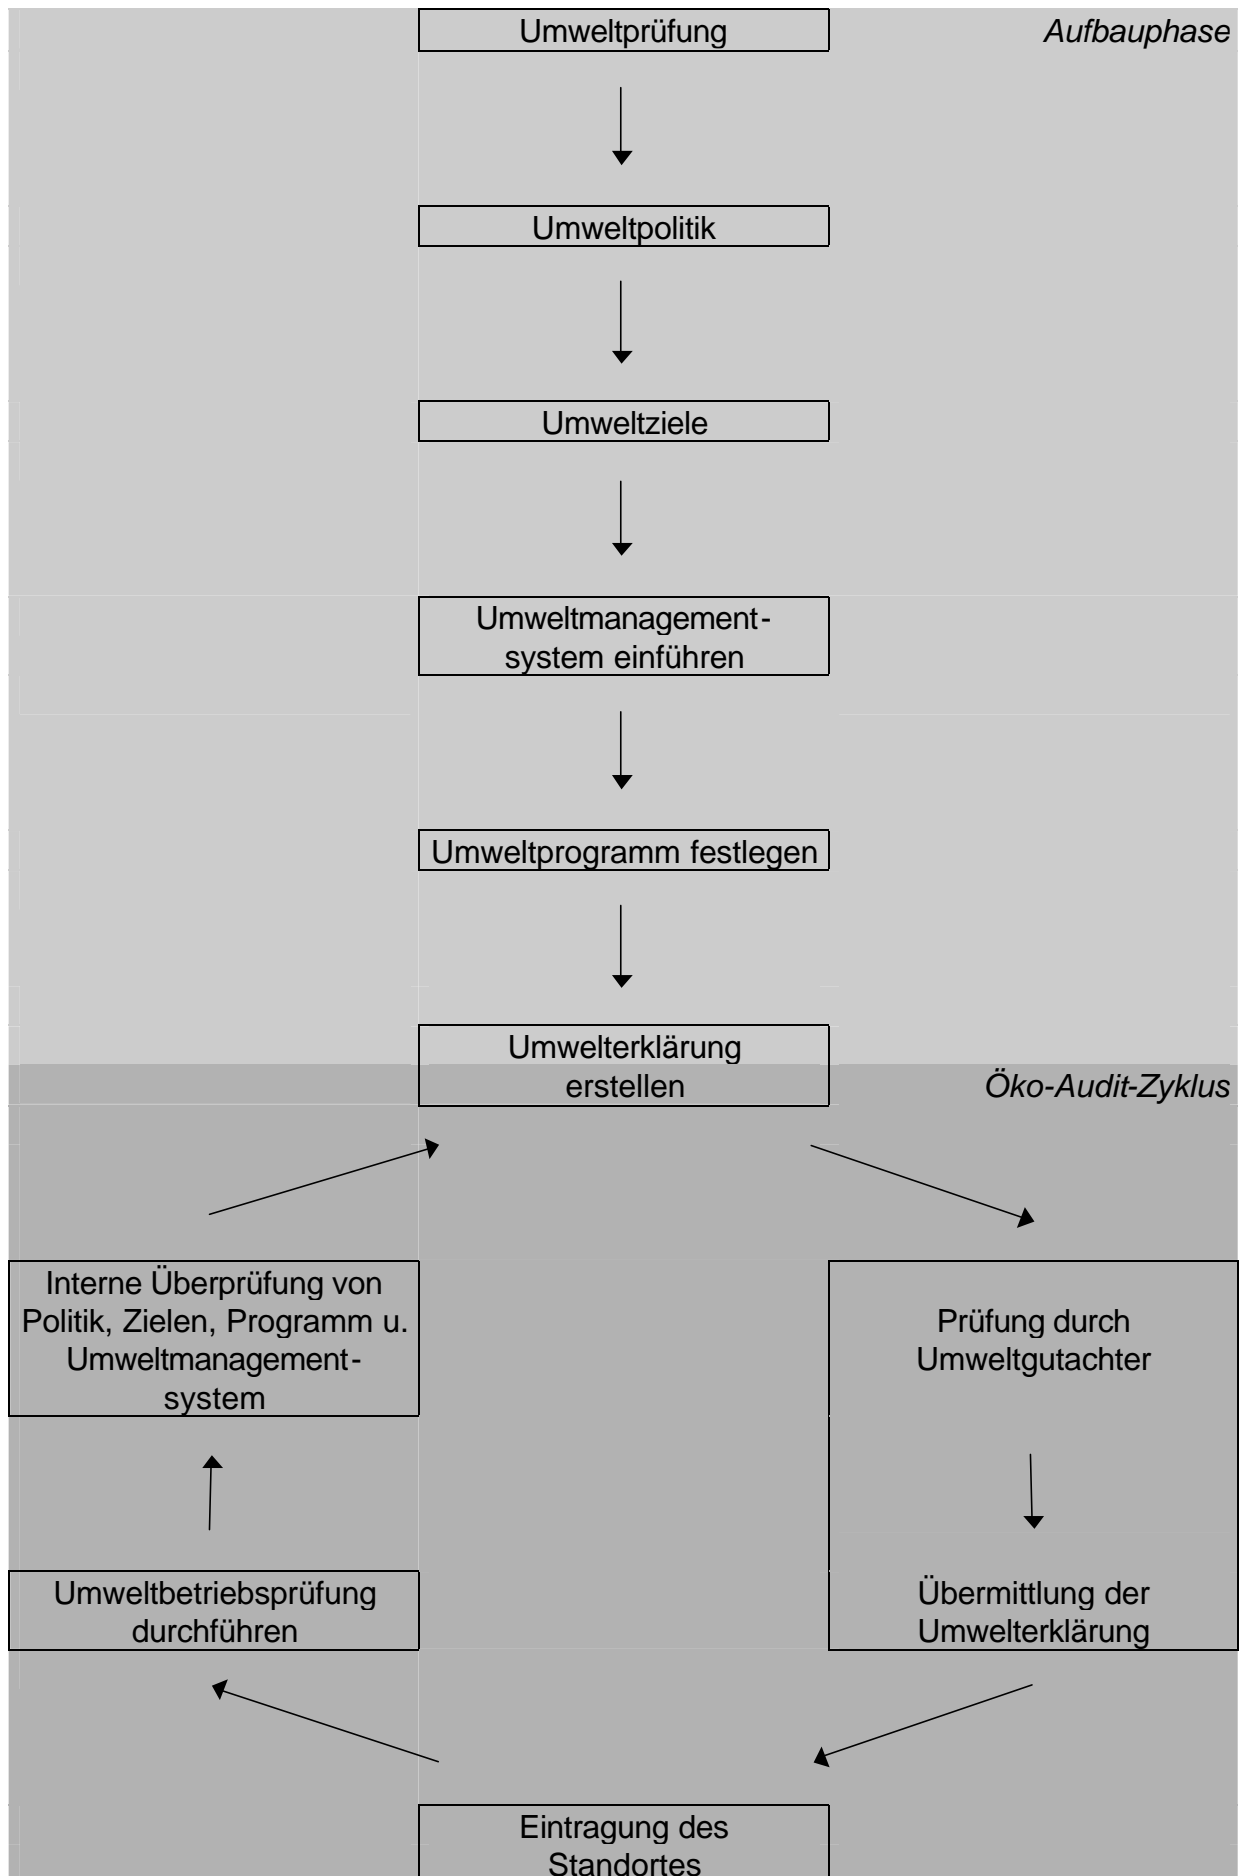 Umweltprüfung
Aufbauphase
Umweltpolitik
Umweltziele
Umweltmanagement-
system einführen
Umweltprogramm festlegen
Umwelterklärung
erstellen
Öko-Audit-Zyklus
Interne Überprüfung von
Politik, Zielen, Programm u.
Umweltmanagement-
system
Prüfung durch
Umweltgutachter
Umweltbetriebsprüfung
durchführen
Übermittlung der
Umwelterklärung
Eintragung des
Standortes